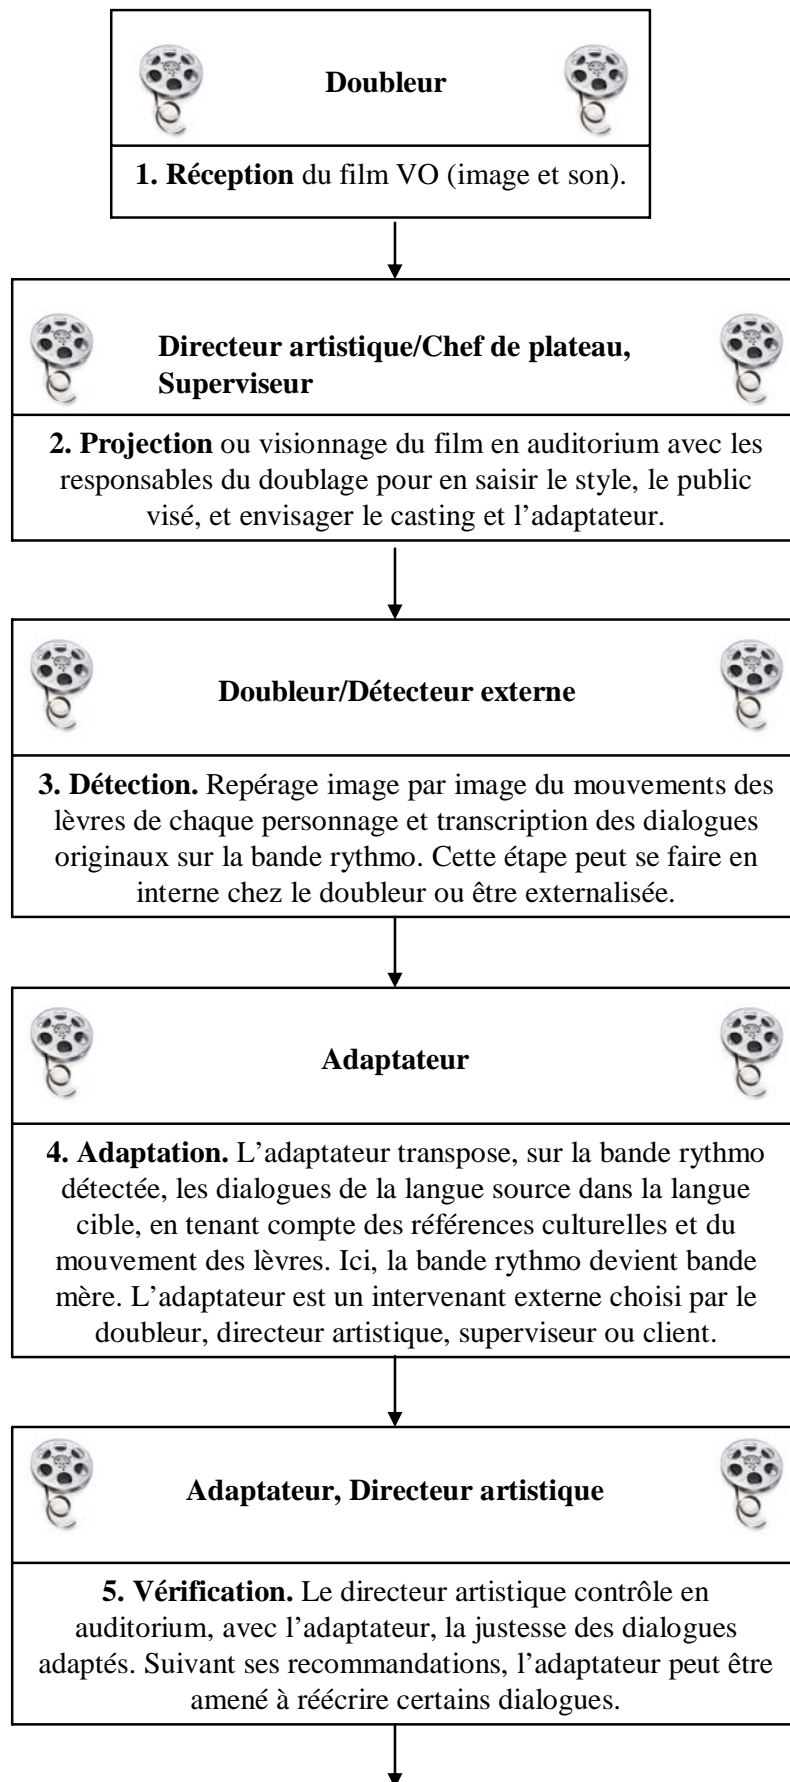 Doubleur
1. Réception du film VO (image et son).
Directeur artistique/Chef de plateau,
Superviseur
2. Projection ou visionnage du film en auditorium avec les
responsables du doublage pour en saisir le style, le public
visé, et envisager le casting et l’adaptateur.
Doubleur/Détecteur externe
3. Détection. Repérage image par image du mouvements des
lèvres de chaque personnage et transcription des dialogues
originaux sur la bande rythmo. Cette étape peut se faire en
interne chez le doubleur ou être externalisée.
Adaptateur
4. Adaptation. L’adaptateur transpose, sur la bande rythmo
détectée, les dialogues de la langue source dans la langue
cible, en tenant compte des références culturelles et du
mouvement des lèvres. Ici, la bande rythmo devient bande
mère. L’adaptateur est un intervenant externe choisi par le
doubleur, directeur artistique, superviseur ou client.
Adaptateur, Directeur artistique
5. Vérification. Le directeur artistique contrôle en
auditorium, avec l’adaptateur, la justesse des dialogues
adaptés. Suivant ses recommandations, l’adaptateur peut être
amené à réécrire certains dialogues.